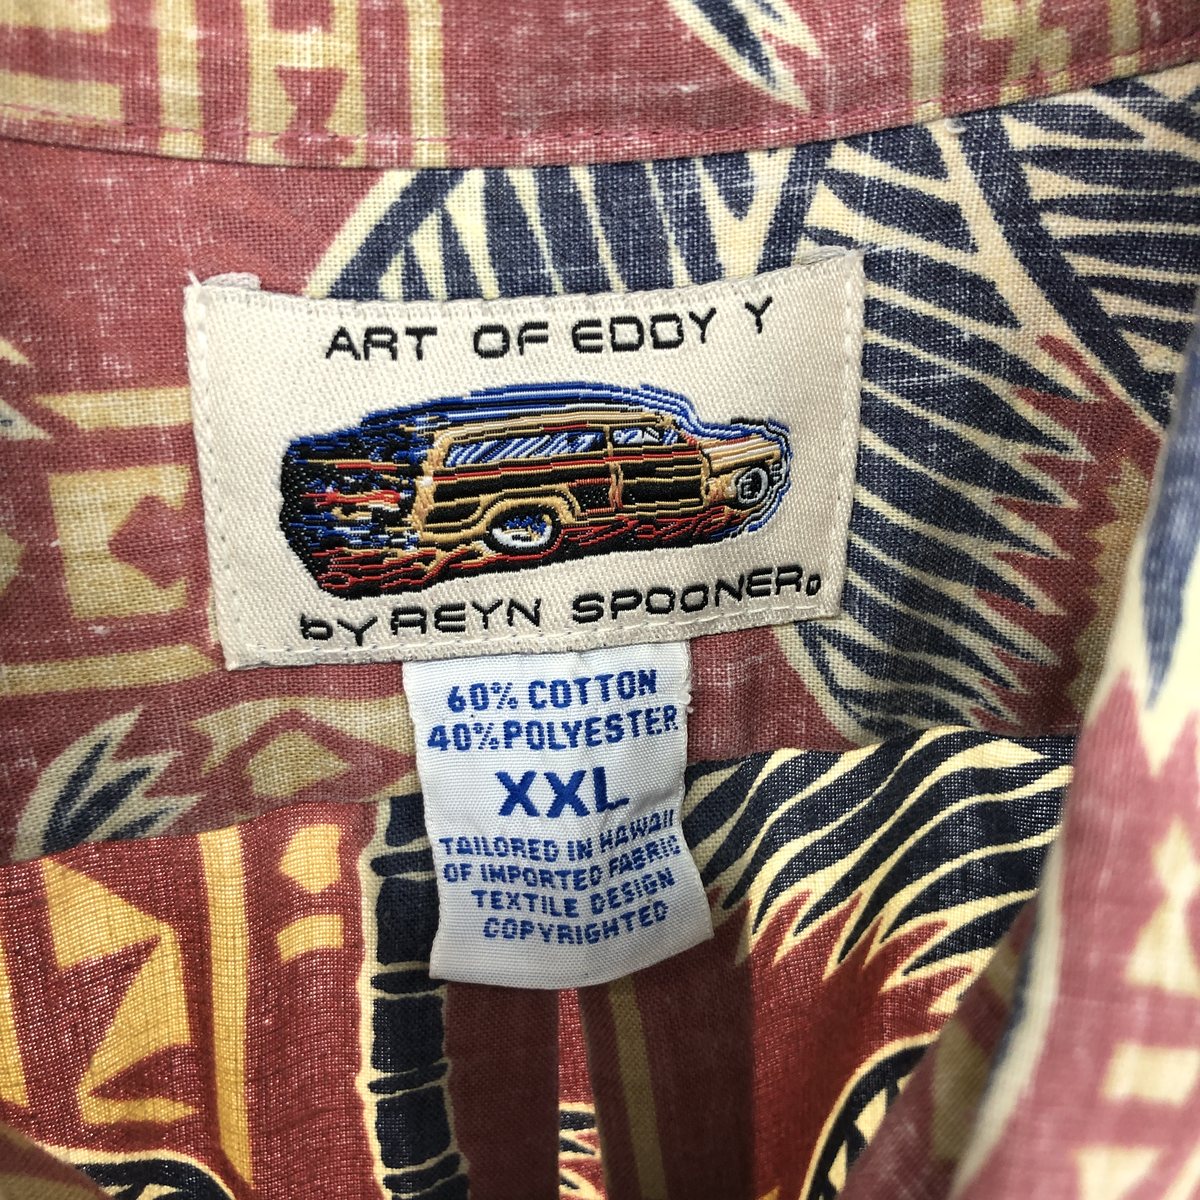 ART OF EDDY Y
by REYN SPOONER®
60% COTTON
40% POLYESTER
XXL
TAILORED IN HAWAII
OF IMPORTED FABRIC
TEXTILE DESIGN
COPYRIGHTED